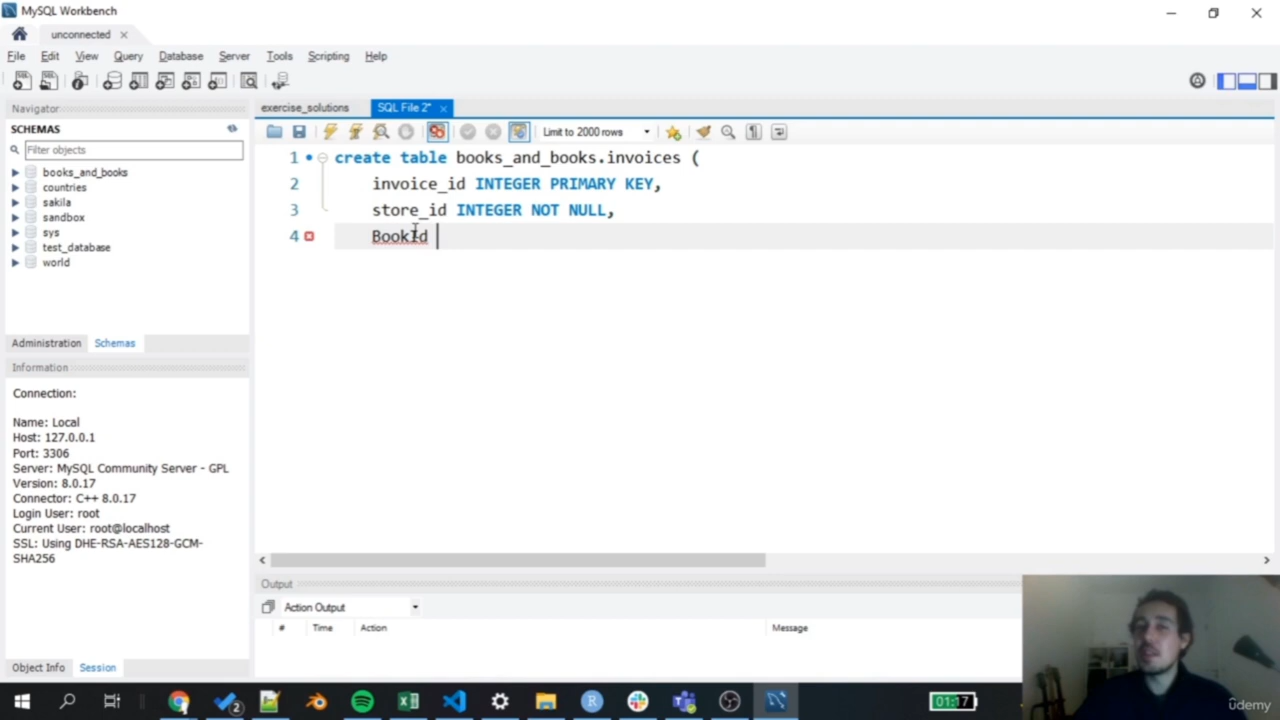 MySQL Workbench
unconnected
File Edit View Query Database Server Tools Scripting Help
Navigator
SCHEMAS
Filter objects
books_and_books
countries
sakila
sandbox
sys
test_database
world
Administration Schemas
Information
Connection:
Name: Local
Host: 127.0.0.1
Port: 3306
Server: MySQL Community Server - GPL
Version: 8.0.17
Connector: C++ 8.0.17
Login User: root
Current User: root@localhost
SSL: Using DHE-RSA-AES128-GCM-
SHA256
Object Info Session
exercise_solutions SQL File 2*
Limit to 2000 rows
1 create table books_and_books.invoices (
2 invoice_id INTEGER PRIMARY KEY,
3 store_id INTEGER NOT NULL,
4 BookId
Output
Action Output
# Time Action Message
2
01:17
udemy